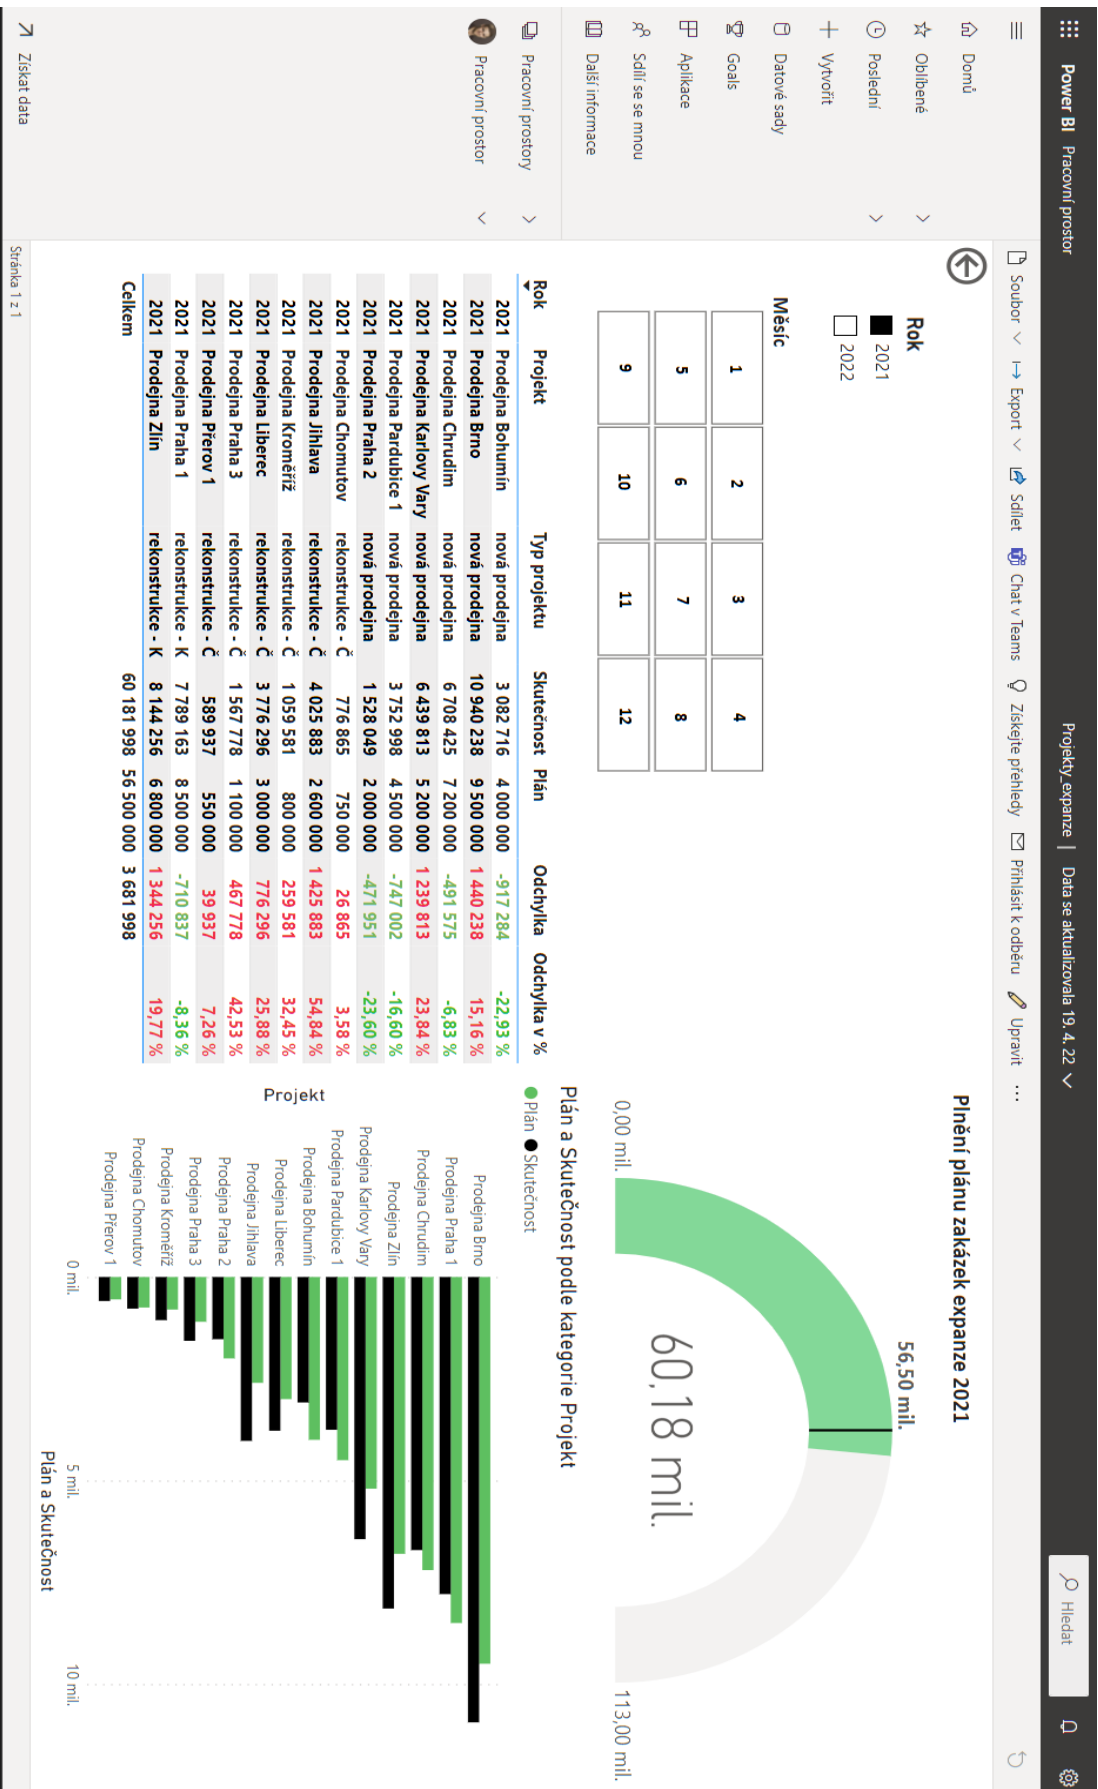 Power BI Pracovní prostor
Projekty_expanze | Data se aktualizovala 19. 4. 22
Hledat
Domů
Oblíbené
Poslední
Vytvořit
Datové sady
Goals
Aplikace
Sdílí se se mnou
Další informace
Pracovní prostory
Pracovní prostor
Získat data
Soubor Export Sdílet Chat v Teams Získejte přehledy Přihlásit k odběru Upravit ...
Rok
2021
2022
Měsíc
1 2 3 4
5 6 7 8
9 10 11 12
Plnění plánu zakázek expanze 2021
56,50 mil.
60,18 mil.
0,00 mil.
113,00 mil.
Rok Projekt Typ projektu Skutečnost Plán Odchylka Odchylka v %
2021 Prodejna Bohumín nová prodejna 3 082 716 4 000 000 -917 284 -22,93 %
2021 Prodejna Brno nová prodejna 10 940 238 9 500 000 1 440 238 15,16 %
2021 Prodejna Chrudim nová prodejna 6 708 425 7 200 000 -491 575 -6,83 %
2021 Prodejna Karlovy Vary nová prodejna 6 459 813 5 200 000 1 239 813 23,84 %
2021 Prodejna Pardubice 1 nová prodejna 3 752 998 4 500 000 -747 002 -16,60 %
2021 Prodejna Praha 2 nová prodejna 1 528 049 2 000 000 -471 951 -23,60 %
2021 Prodejna Chomutov rekonstrukce - Č 776 865 750 000 26 865 3,58 %
2021 Prodejna Jihlava rekonstrukce - Č 4 025 883 2 600 000 1 425 883 54,84 %
2021 Prodejna Kroměříž rekonstrukce - Č 1 059 581 800 000 259 581 32,45 %
2021 Prodejna Liberec rekonstrukce - Č 3 776 296 3 000 000 776 296 25,88 %
2021 Prodejna Praha 3 rekonstrukce - Č 1 567 778 1 100 000 467 778 42,53 %
2021 Prodejna Přerov 1 rekonstrukce - Č 589 937 550 000 39 937 7,26 %
2021 Prodejna Praha 1 rekonstrukce - K 7 789 163 8 500 000 -710 837 -8,36 %
2021 Prodejna Zlín rekonstrukce - K 8 144 256 6 800 000 1 344 256 19,77 %
Celkem 60 181 998 56 500 000 3 681 998
Plán a SkuteČnost podle kategorie Projekt
Plán Skutečnost
Projekt
Prodejna Brno
Prodejna Praha 1
Prodejna Chrudim
Prodejna Zlín
Prodejna Karlovy Vary
Prodejna Pardubice 1
Prodejna Bohumín
Prodejna Liberec
Prodejna Jihlava
Prodejna Praha 2
Prodejna Praha 3
Prodejna Kroměříž
Prodejna Chomutov
Prodejna Přerov 1
0 mil. 5 mil. 10 mil.
Plán a SkuteČnost
Stránka 1 z 1